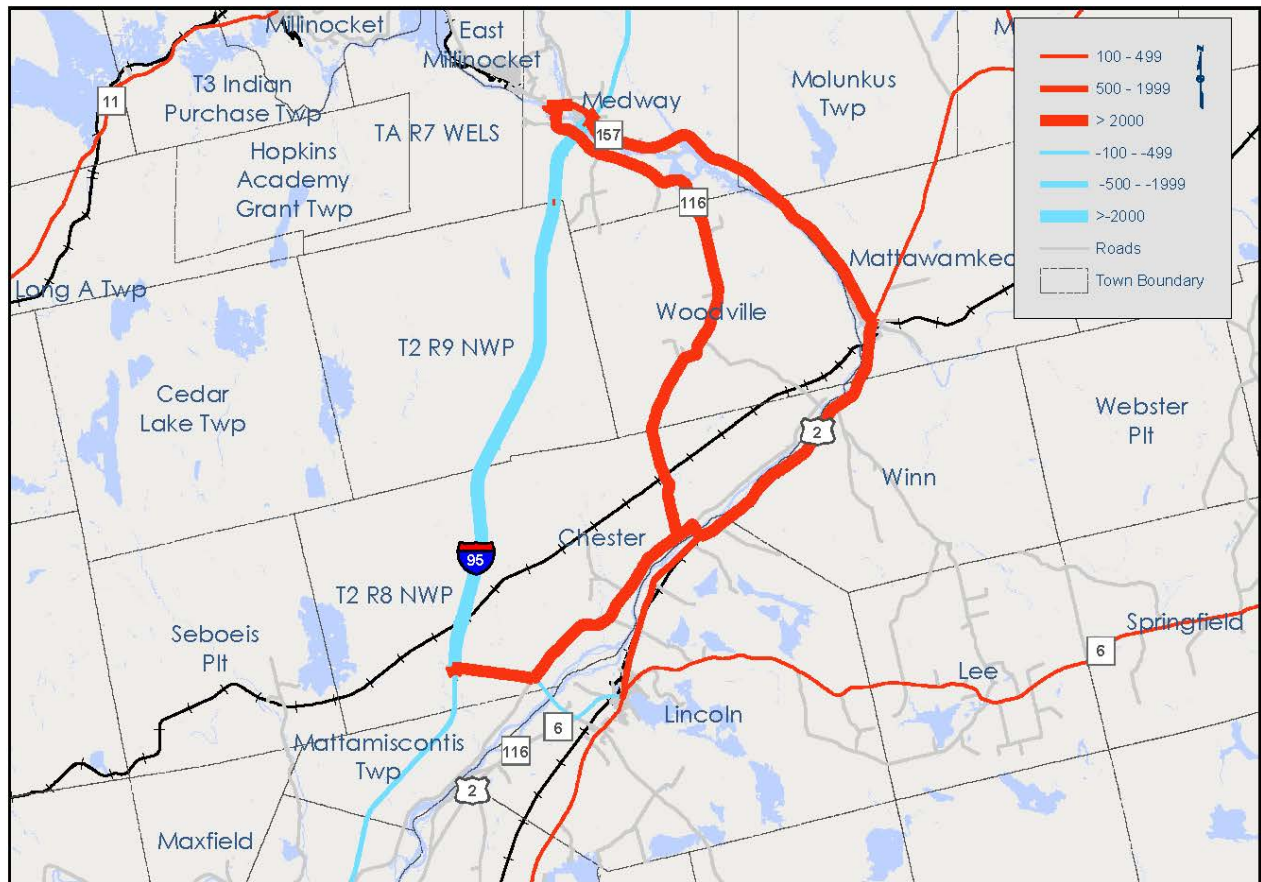 Millinocket
East
Millinocket
T3 Indian
Purchase Twp
11
TA R7 WELS
Medway
157
Molunkus
Twp
M
100 - 499
500 - 1999
> 2000
-100 - -499
-500 - -1999
>-2000
Roads
Town Boundary
Hopkins
Academy
Grant Twp
116
Long A Twp
Mattawamkea
Woodville
T2 R9 NWP
Cedar
Lake Twp
2
Webster
Plt
Winn
Chester
95
T2 R8 NWP
Seboeis
Plt
Springfield
6
Lee
Lincoln
6
116
Mattamiscontis
Twp
2
Maxfield